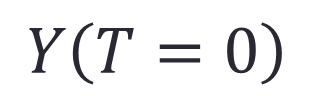 Y(T = 0)